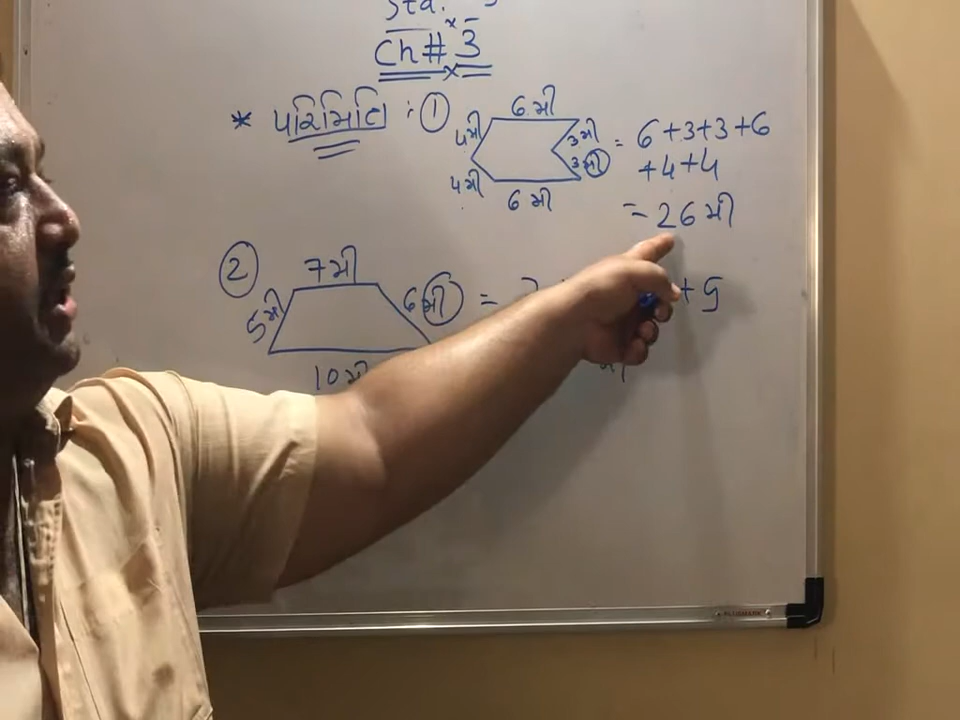 Std.
Ch# 3
* પરિમિતિ : ①
6 મી
4 મી
3 મી
3 મી
4 મી
6 મી
= 6 + 3 + 3 + 6
+ 4 + 4
= 26 મી
②
7 મી
5 મી
6 મી
10 મી
=
+ 5